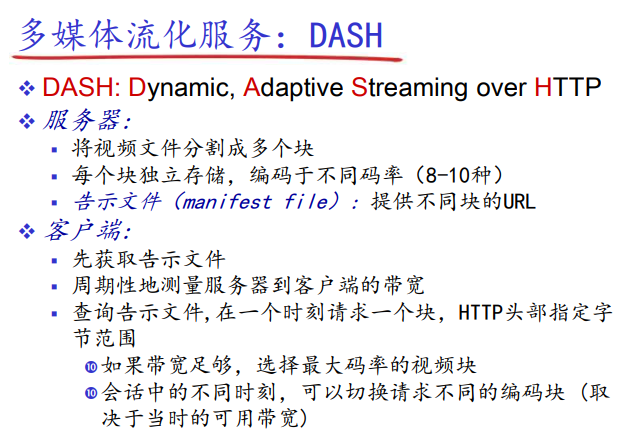 多媒体流化服务：DASH
DASH: Dynamic, Adaptive Streaming over HTTP
服务器:
将视频文件分割成多个块
每个块独立存储，编码于不同码率（8-10种）
告示文件（manifest file）: 提供不同块的URL
客户端:
先获取告示文件
周期性地测量服务器到客户端的带宽
查询告示文件,在一个时刻请求一个块，HTTP头部指定字
节范围
⑩如果带宽足够，选择最大码率的视频块
⑩会话中的不同时刻，可以切换请求不同的编码块 (取
决于当时的可用带宽)